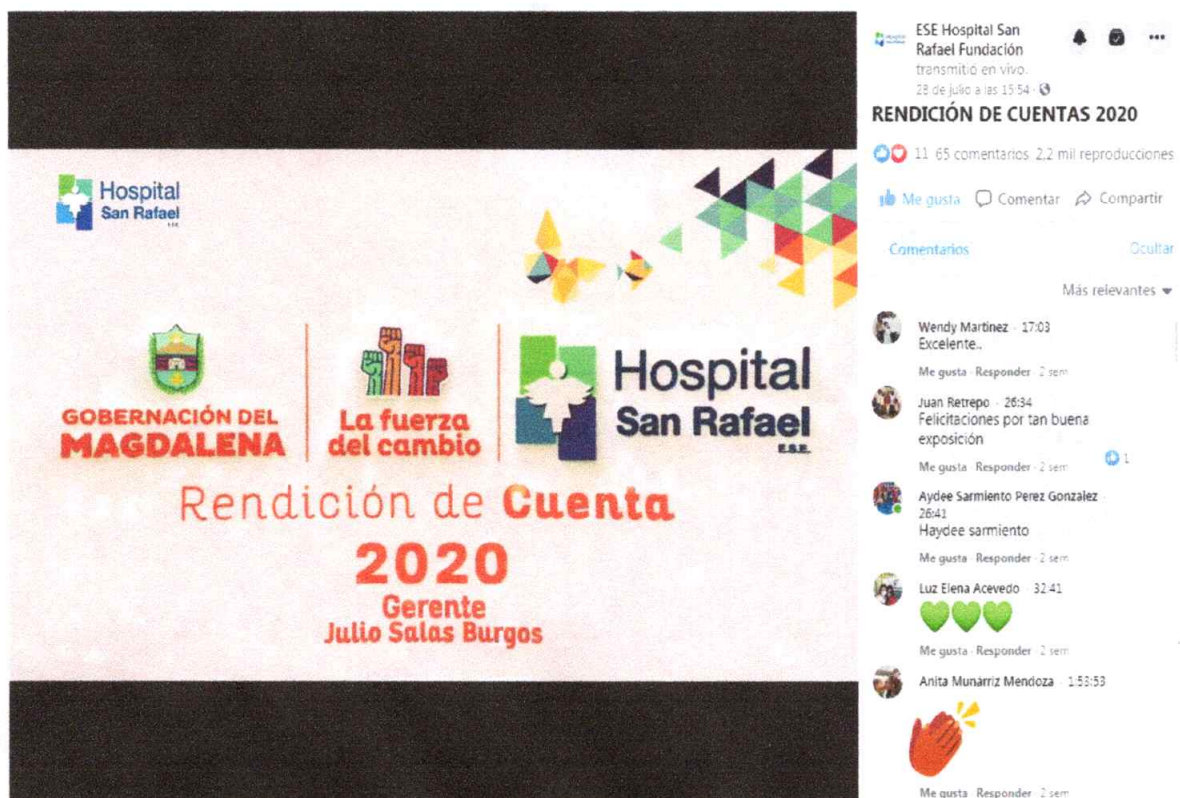 Hospital
San Rafael
GOBERNACIÓN DEL
MAGDALENA
La fuerza
del cambio
Hospital
San Rafael
E.S.E.
Rendición de Cuenta
2020
Gerente
Julio Salas Burgos
ESE Hospital San
Rafael Fundación
transmitió en vivo.
28 de julio a las 15:54 ·
RENDICIÓN DE CUENTAS 2020
11 65 comentarios 2,2 mil reproducciones
Me gusta Comentar Compartir
Comentarios Ocultar
Más relevantes
Wendy Martinez · 17:03
Excelente..
Me gusta · Responder · 2 sem
Juan Retrepo · 26:34
Felicitaciones por tan buena
exposición
1
Me gusta · Responder · 2 sem
Aydee Sarmiento Perez Gonzalez ·
26:41
Haydee sarmiento
Me gusta · Responder · 2 sem
Luz Elena Acevedo · 32:41
Me gusta · Responder · 2 sem
Anita Munarriz Mendoza · 1:53:53
Me gusta · Responder · 2 sem